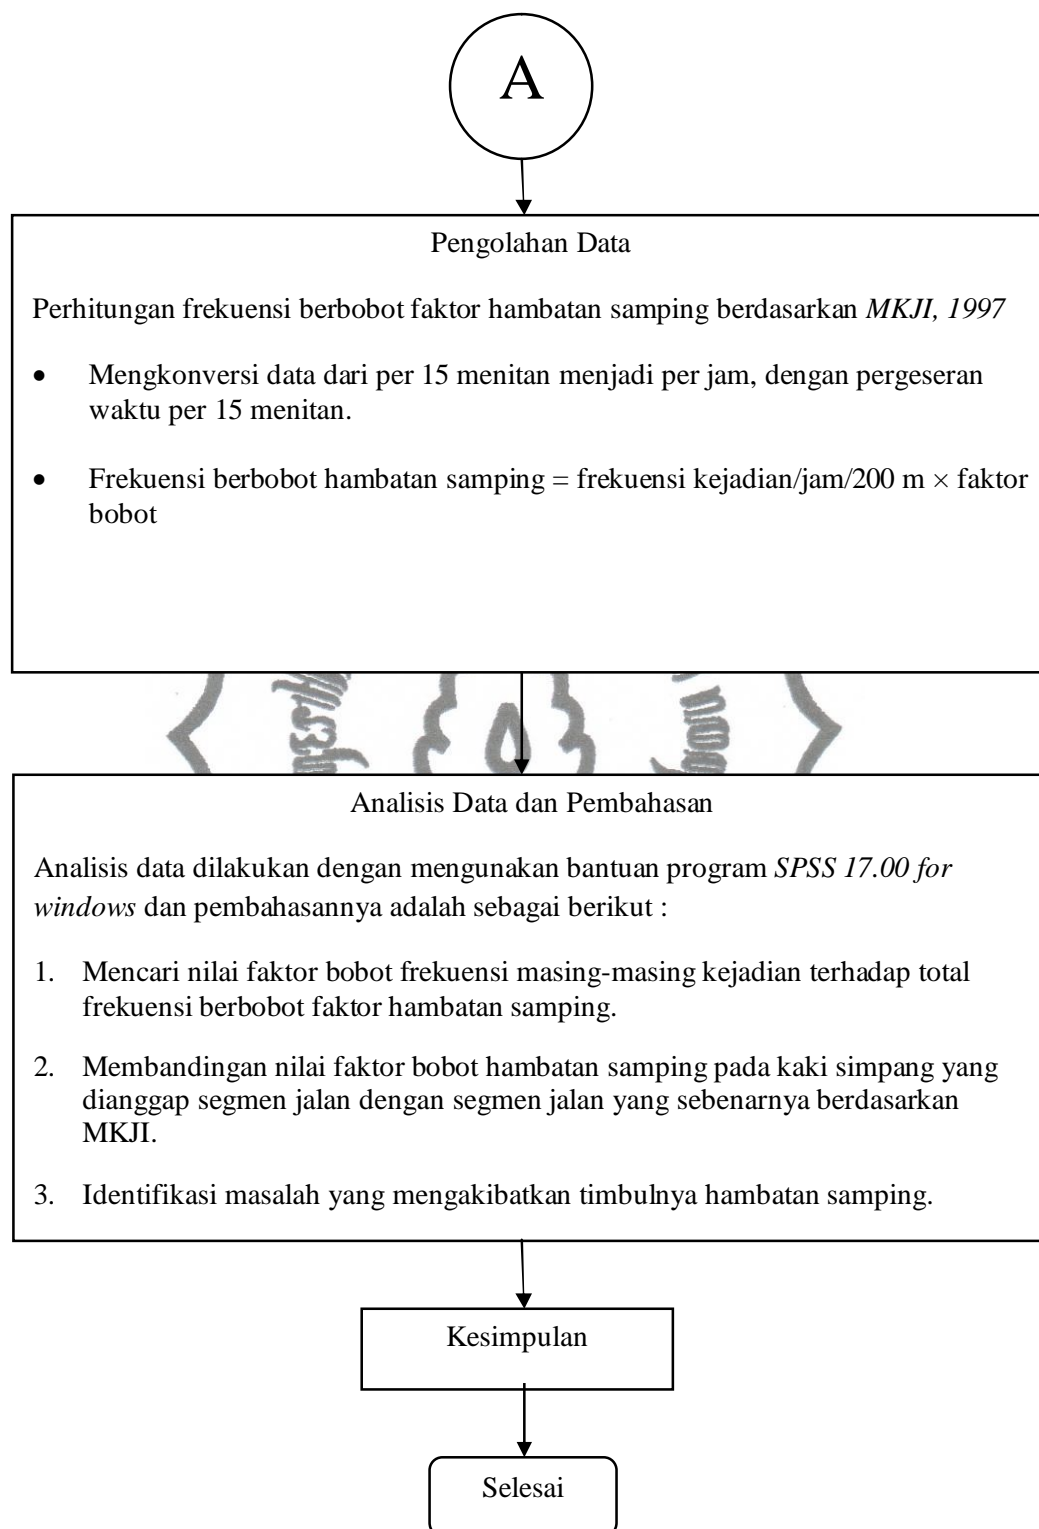 A
Pengolahan Data
Perhitungan frekuensi berbobot faktor hambatan samping berdasarkan MKJI, 1997
• Mengkonversi data dari per 15 menitan menjadi per jam, dengan pergeseran
waktu per 15 menitan.
• Frekuensi berbobot hambatan samping = frekuensi kejadian/jam/200 m × faktor
bobot
Analisis Data dan Pembahasan
Analisis data dilakukan dengan mengunakan bantuan program SPSS 17.00 for
windows dan pembahasannya adalah sebagai berikut :
1. Mencari nilai faktor bobot frekuensi masing-masing kejadian terhadap total
frekuensi berbobot faktor hambatan samping.
2. Membandingan nilai faktor bobot hambatan samping pada kaki simpang yang
dianggap segmen jalan dengan segmen jalan yang sebenarnya berdasarkan
MKJI.
3. Identifikasi masalah yang mengakibatkan timbulnya hambatan samping.
Kesimpulan
Selesai